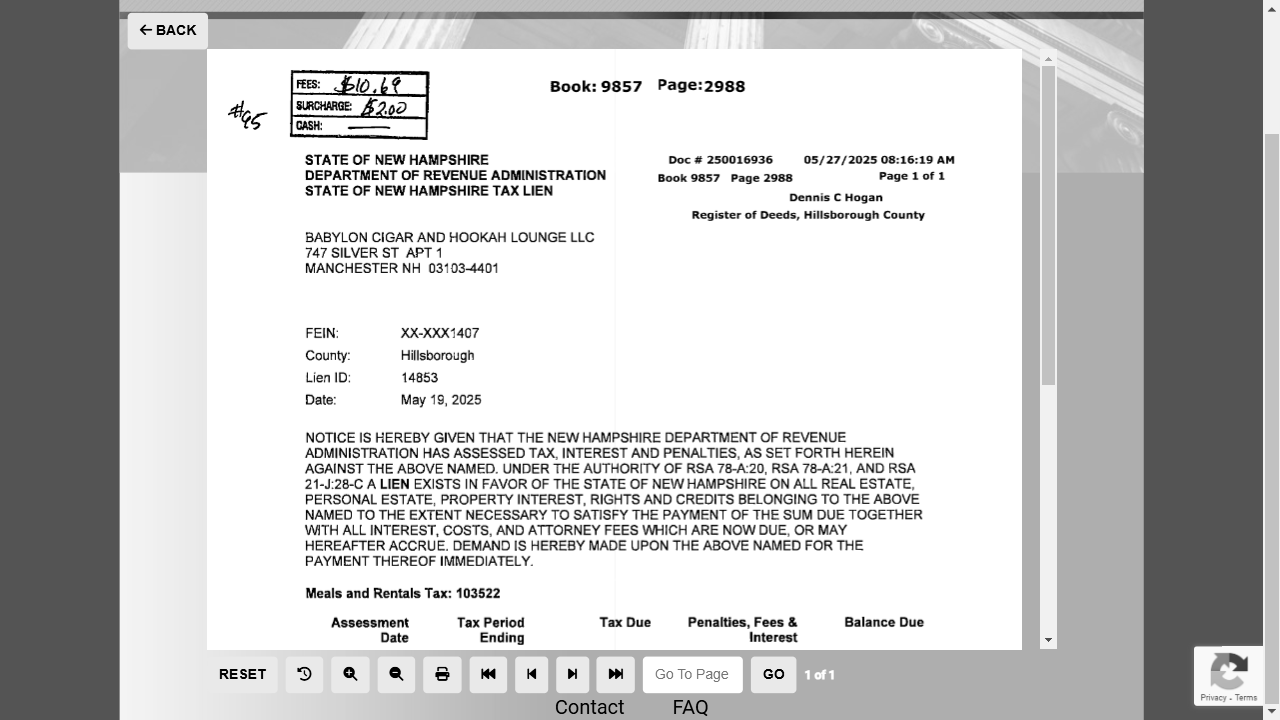 BACK
FEES: $10.69
SURCHARGE: $2.00
CASH:
#95
Book: 9857 Page:2988
STATE OF NEW HAMPSHIRE
DEPARTMENT OF REVENUE ADMINISTRATION
STATE OF NEW HAMPSHIRE TAX LIEN
Doc # 250016936 05/27/2025 08:16:19 AM
Book 9857 Page 2988 Page 1 of 1
Dennis C Hogan
Register of Deeds, Hillsborough County
BABYLON CIGAR AND HOOKAH LOUNGE LLC
747 SILVER ST APT 1
MANCHESTER NH 03103-4401
FEIN: XX-XXX1407
County: Hillsborough
Lien ID: 14853
Date: May 19, 2025
NOTICE IS HEREBY GIVEN THAT THE NEW HAMPSHIRE DEPARTMENT OF REVENUE
ADMINISTRATION HAS ASSESSED TAX, INTEREST AND PENALTIES, AS SET FORTH HEREIN
AGAINST THE ABOVE NAMED. UNDER THE AUTHORITY OF RSA 78-A:20, RSA 78-A:21, AND RSA
21-J:28-C A LIEN EXISTS IN FAVOR OF THE STATE OF NEW HAMPSHIRE ON ALL REAL ESTATE,
PERSONAL ESTATE, PROPERTY INTEREST, RIGHTS AND CREDITS BELONGING TO THE ABOVE
NAMED TO THE EXTENT NECESSARY TO SATISFY THE PAYMENT OF THE SUM DUE TOGETHER
WITH ALL INTEREST, COSTS, AND ATTORNEY FEES WHICH ARE NOW DUE, OR MAY
HEREAFTER ACCRUE. DEMAND IS HEREBY MADE UPON THE ABOVE NAMED FOR THE
PAYMENT THEREOF IMMEDIATELY.
Meals and Rentals Tax: 103522
Assessment Tax Period Tax Due Penalties, Fees & Balance Due
Date Ending Interest
RESET Go To Page GO 1 of 1
Privacy - Terms
Contact FAQ